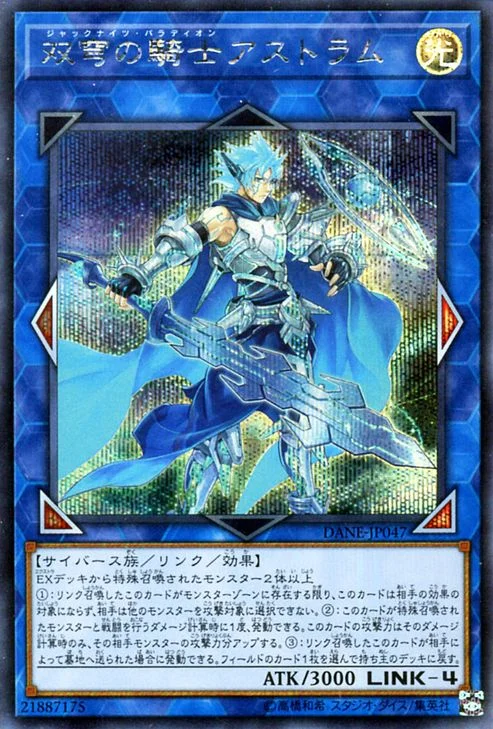 ジャックナイツ・パラディオン
双穹の騎士アストラム
光
DANE-JP047
【サイバース族／リンク／効果】
EXデッキから特殊召喚されたモンスター2体以上
①：リンク召喚したこのカードがモンスターゾーンに存在する限り、このカードは相手の効果の
対象にならず、相手は他のモンスターを攻撃対象に選択できない。②：このカードが特殊召喚さ
れたモンスターと戦闘を行うダメージ計算時に1度、発動できる。このカードの攻撃力はそのダメージ
計算時のみ、その相手モンスターの攻撃力分アップする。③：リンク召喚したこのカードが相手に
よって墓地へ送られた場合に発動できる。フィールドのカード1枚を選んで持ち主のデッキに戻す。
ATK/3000 LINK-4
21887175 ©高橋和希 スタジオ・ダイス/集英社